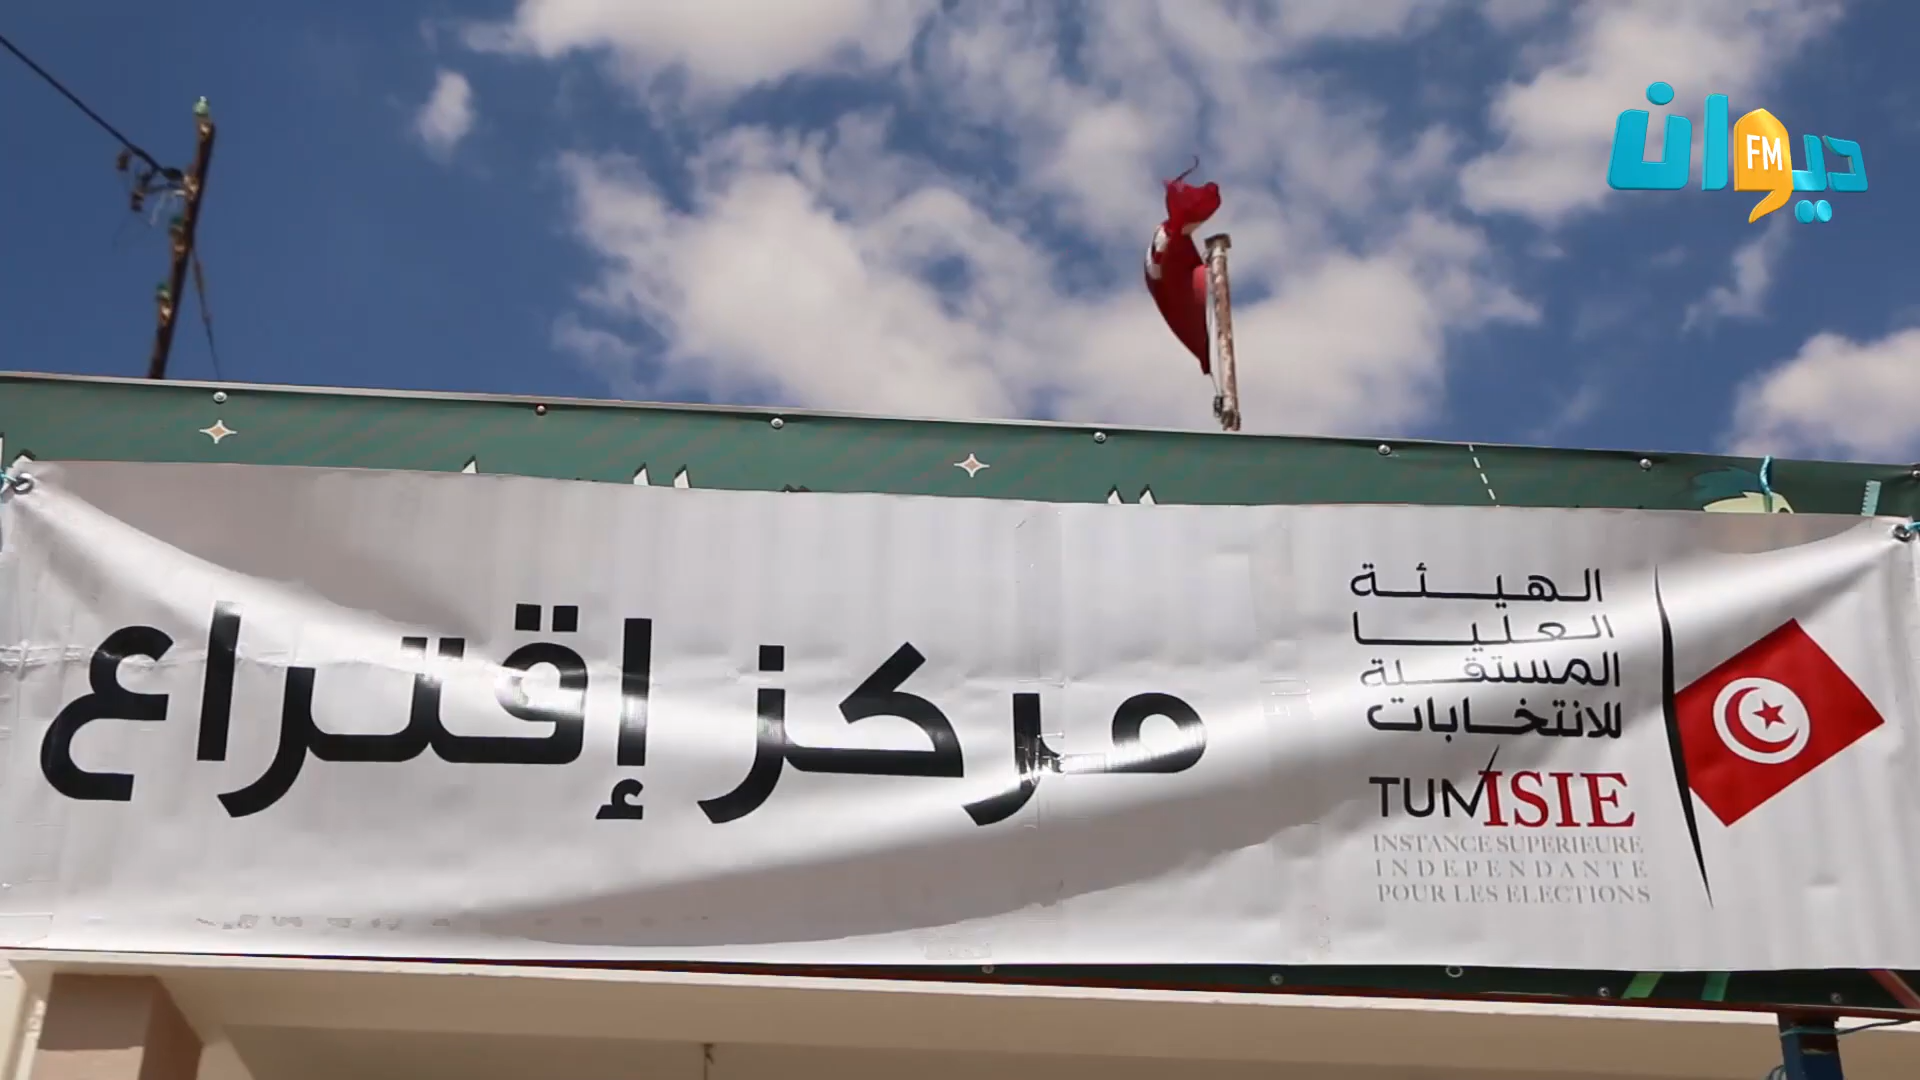 ديوان FM
مركز إقتراع
الهيئة
العليا
المستقلة
للانتخابات
TUNISIE
INSTANCE SUPERIEURE
INDEPENDANTE
POUR LES ELECTIONS